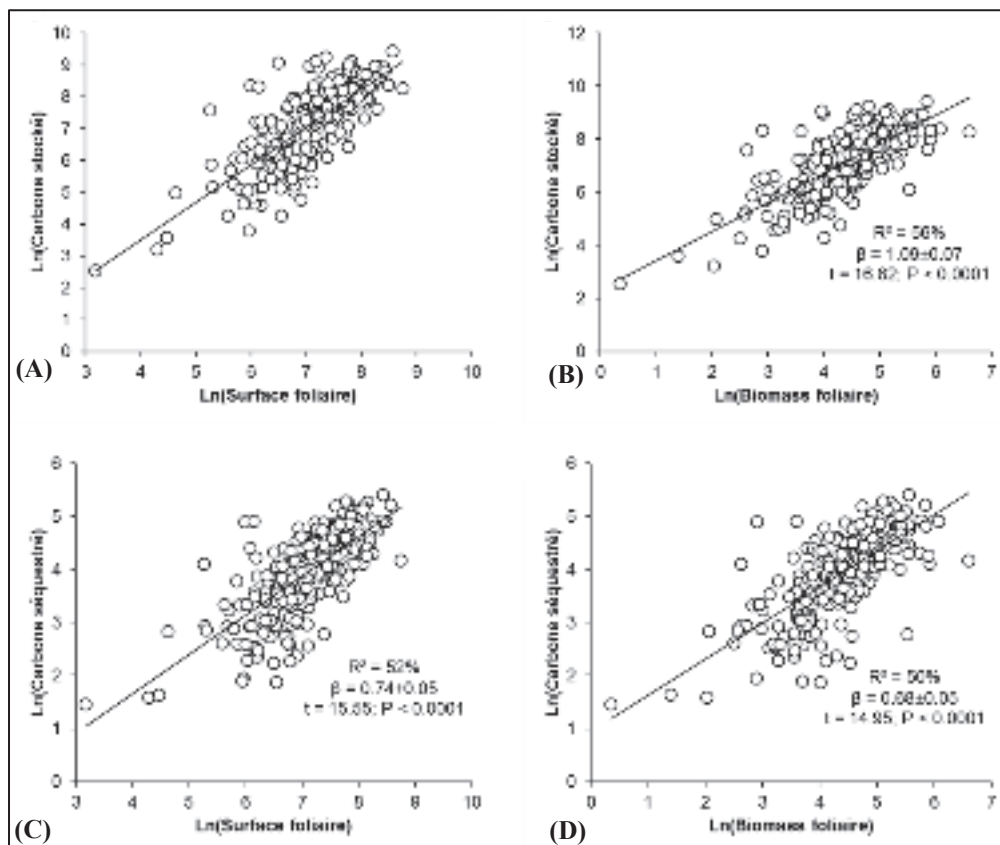 10
9
8
7
6
5
4
3
2
1
0
Ln(Carbone stocké)
3 4 5 6 7 8 9 10
Ln(Surface foliaire)
(A)
12
10
8
6
4
2
0
Ln(Carbone stocké)
R² = 56%
β = 1.09±0.07
t = 16.82; P < 0.0001
0 1 2 3 4 5 6 7
Ln(Biomass foliaire)
(B)
6
5
4
3
2
1
0
Ln(Carbone séquestré)
R² = 52%
β = 0.74±0.05
t = 15.55; P < 0.0001
3 4 5 6 7 8 9 10
Ln(Surface foliaire)
(C)
6
5
4
3
2
1
0
Ln(Carbone séquestré)
R² = 50%
β = 0.68±0.05
t = 14.95; P < 0.0001
0 1 2 3 4 5 6 7
Ln(Biomass foliaire)
(D)